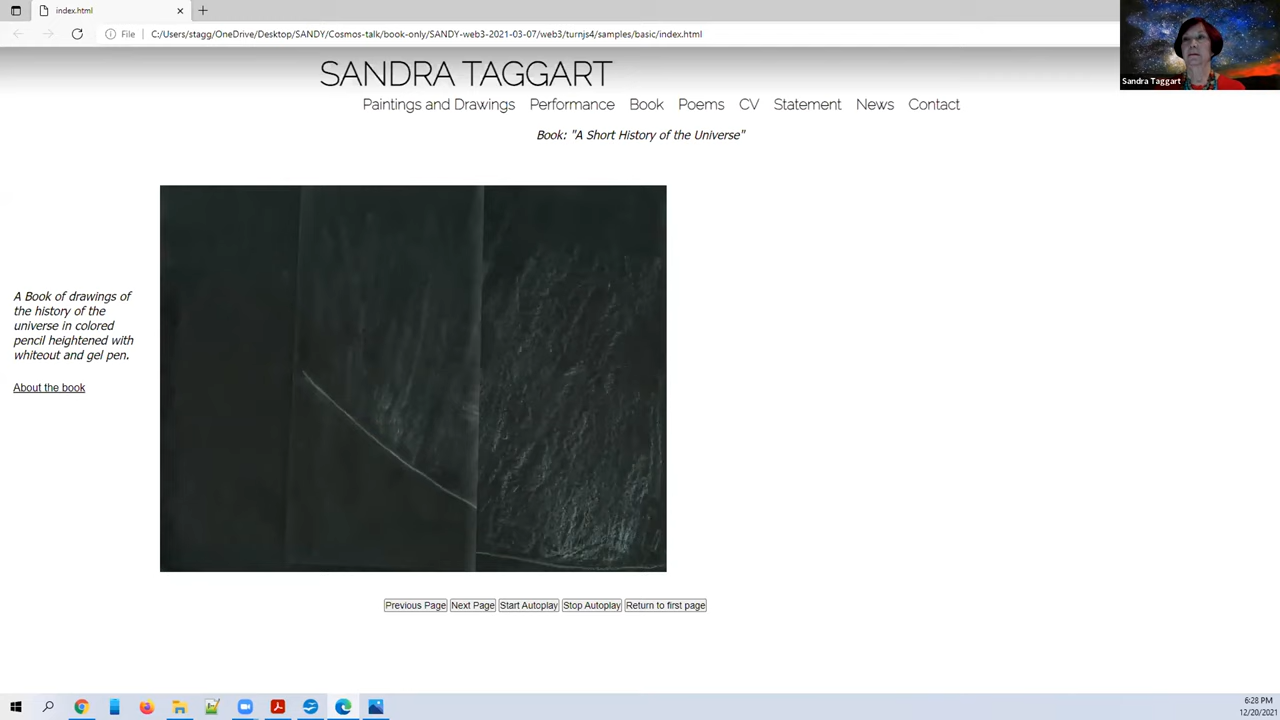 index.html
File
C:/Users/stagg/OneDrive/Desktop/SANDY/Cosmos-talk/book-only/SANDY-web3-2021-03-07/web3/turnjs4/samples/basic/index.html
Sandra Taggart
SANDRA TAGGART
Paintings and Drawings Performance Book Poems CV Statement News Contact
Book: "A Short History of the Universe"
A Book of drawings of
the history of the
universe in colored
pencil heightened with
whiteout and gel pen.
About the book
Previous Page Next Page Start Autoplay Stop Autoplay Return to first page
6:28 PM
12/20/2021